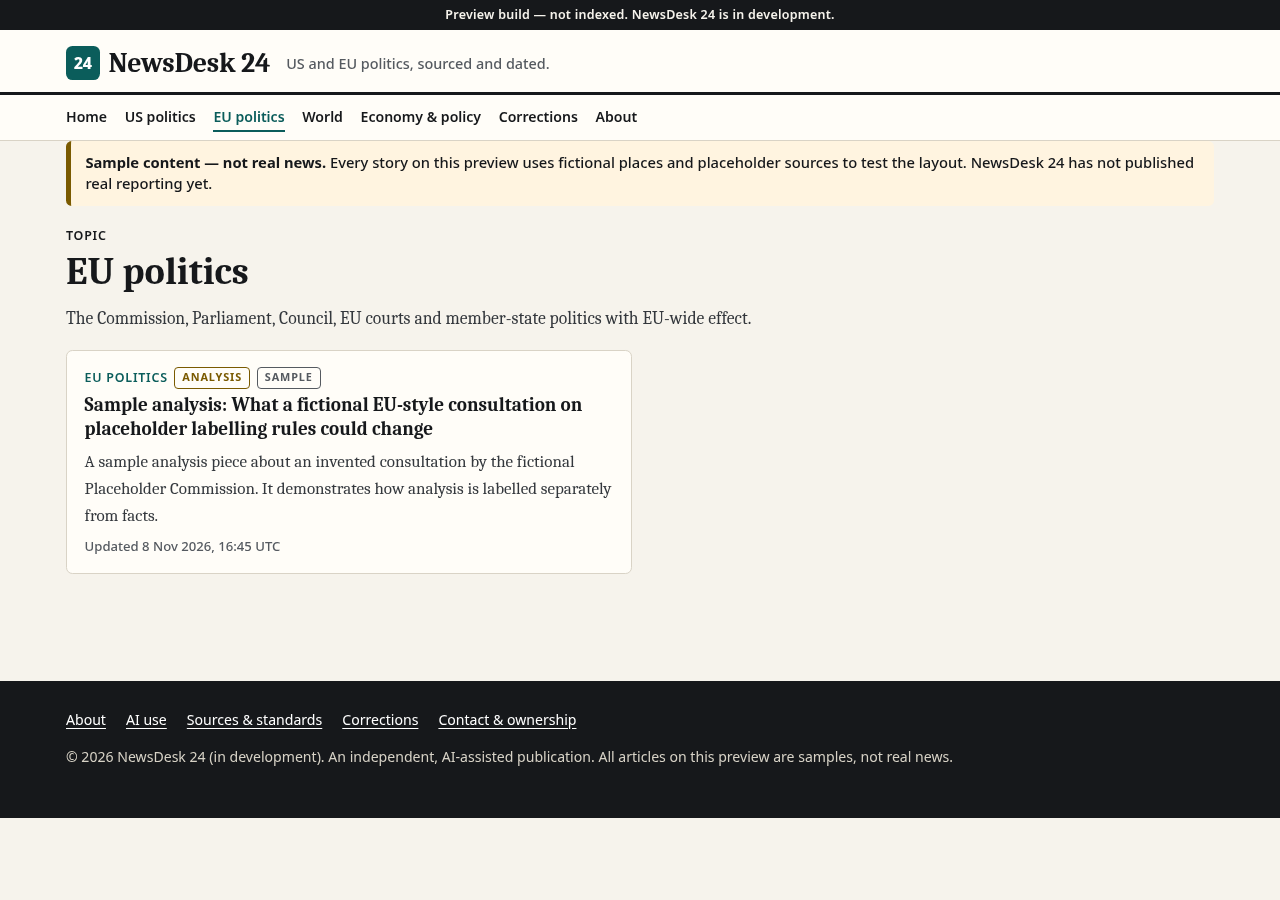 Preview build — not indexed. NewsDesk 24 is in development.
24 NewsDesk 24 US and EU politics, sourced and dated.
Home US politics EU politics World Economy & policy Corrections About
Sample content — not real news. Every story on this preview uses fictional places and placeholder sources to test the layout. NewsDesk 24 has not published
real reporting yet.
TOPIC
EU politics
The Commission, Parliament, Council, EU courts and member-state politics with EU-wide effect.
EU POLITICS ANALYSIS SAMPLE
Sample analysis: What a fictional EU-style consultation on
placeholder labelling rules could change
A sample analysis piece about an invented consultation by the fictional
Placeholder Commission. It demonstrates how analysis is labelled separately
from facts.
Updated 8 Nov 2026, 16:45 UTC
About AI use Sources & standards Corrections Contact & ownership
© 2026 NewsDesk 24 (in development). An independent, AI-assisted publication. All articles on this preview are samples, not real news.